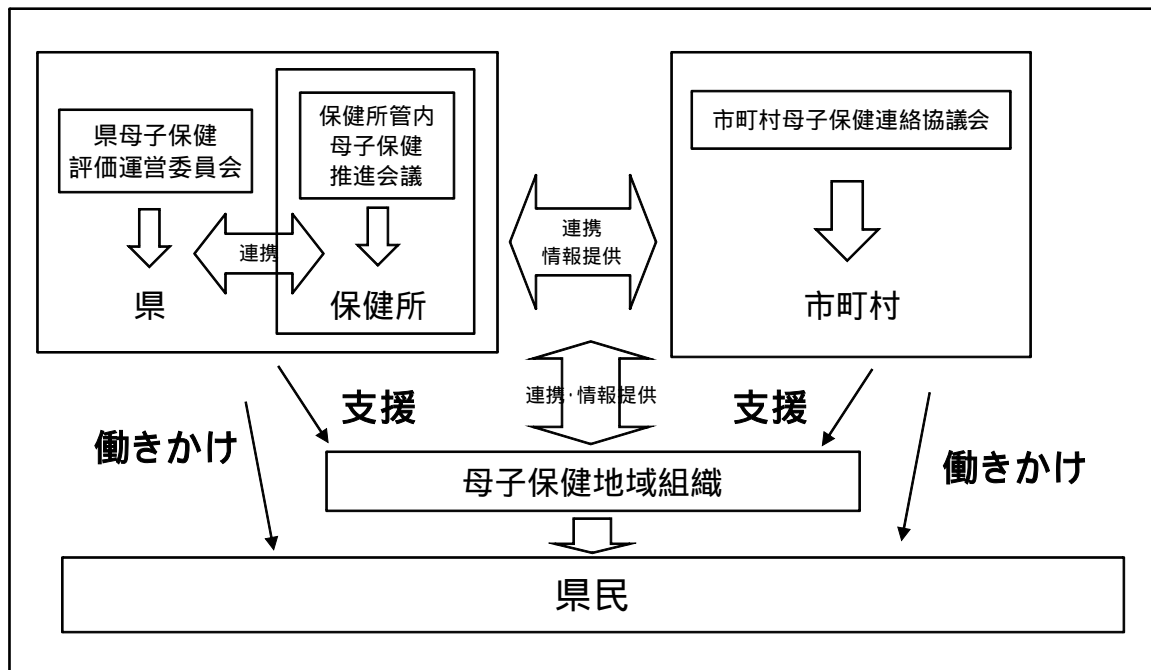 県母子保健
評価運営委員会
保健所管内
母子保健
推進会議
市町村母子保健連絡協議会
連携
連携
情報提供
県
保健所
市町村
連携・情報提供
支援
支援
働きかけ
働きかけ
母子保健地域組織
県民